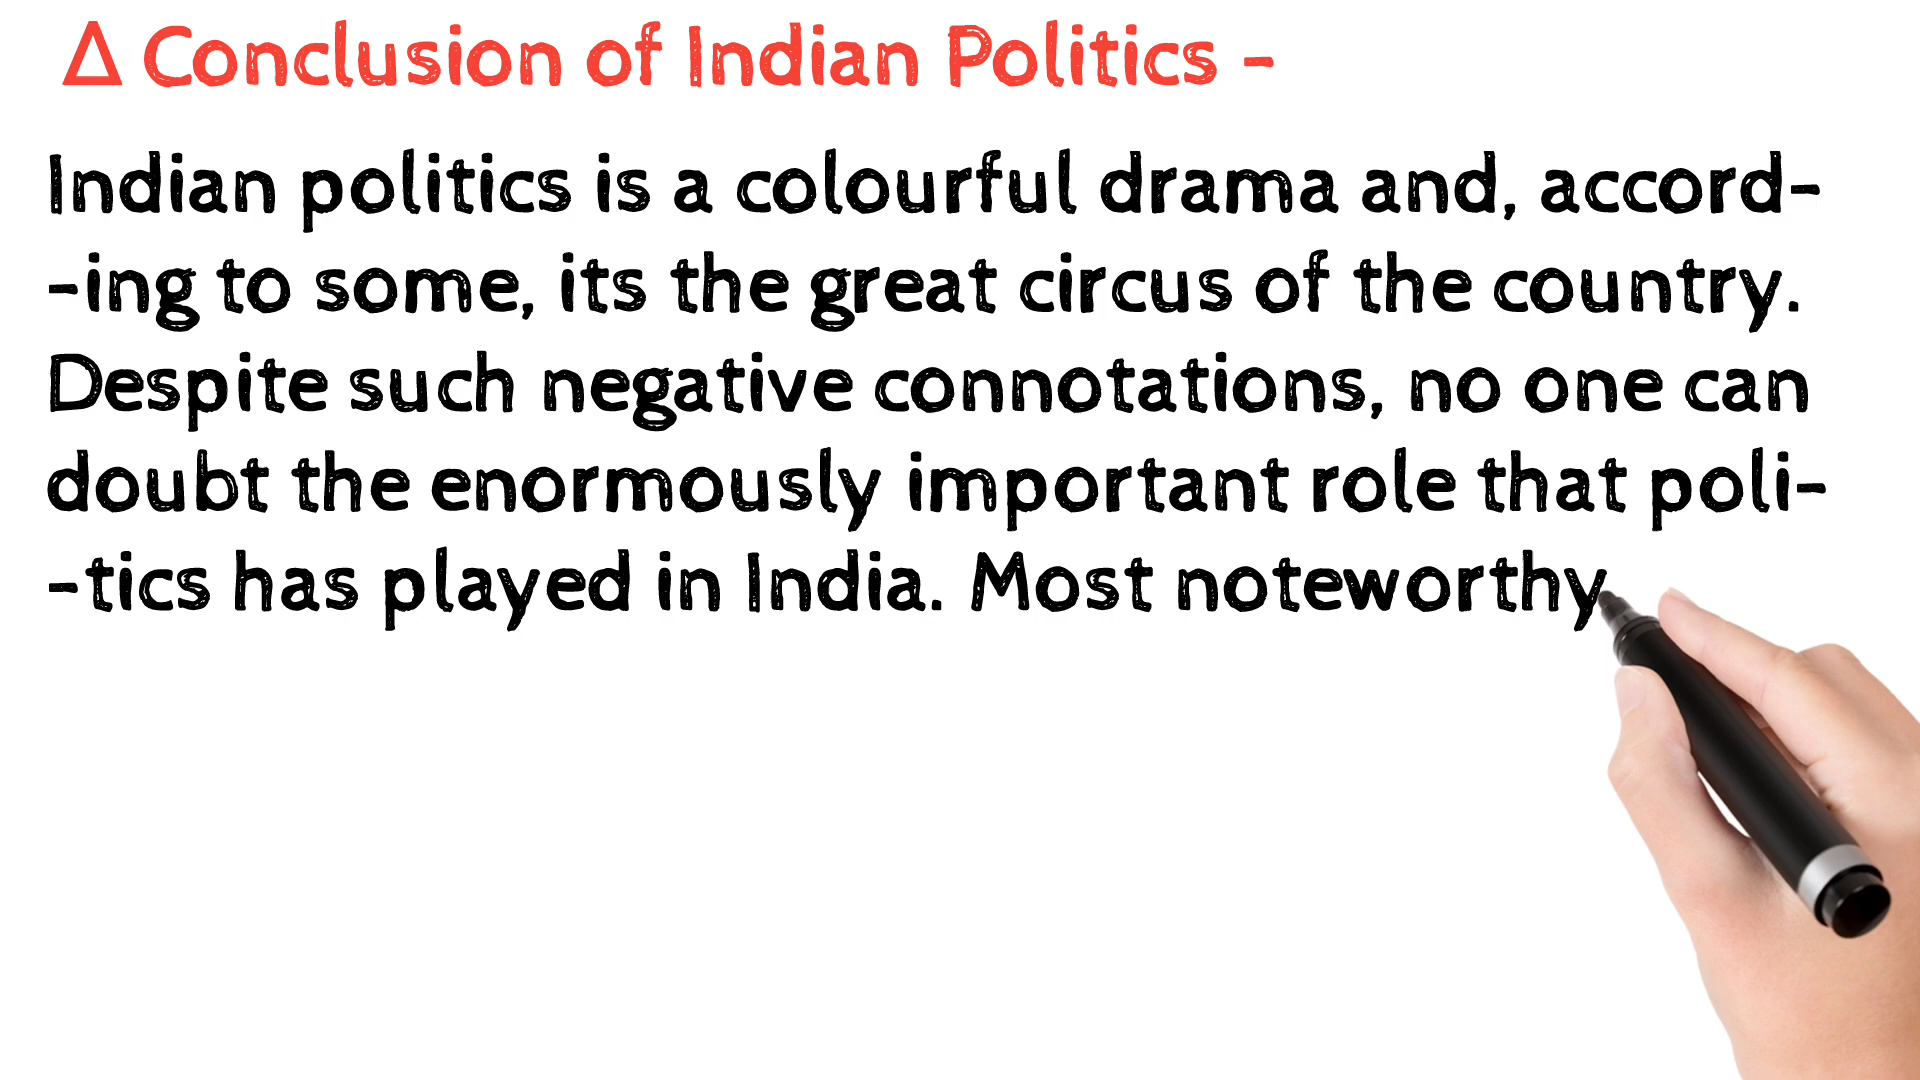 Δ Conclusion of Indian Politics -
Indian politics is a colourful drama and, accord-
-ing to some, its the great circus of the country.
Despite such negative connotations, no one can
doubt the enormously important role that poli-
-tics has played in India. Most noteworthy